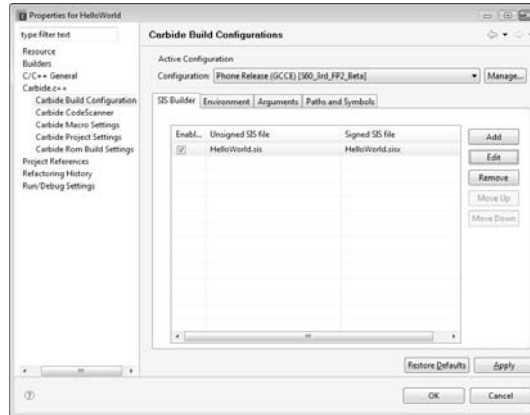 Properties for HelloWorld
type filter text
Resource
Builders
C/C++ General
Carbide.c++
Carbide Build Configuration
Carbide CodeScanner
Carbide Macro Settings
Carbide Project Settings
Carbide Rom Build Settings
Project References
Refactoring History
Run/Debug Settings
Carbide Build Configurations
Active Configuration
Configuration: Phone Release (GCCE) [S60_3rd_FP2_Beta] Manage...
SIS Builder Environment Arguments Paths and Symbols
Enabl... Unsigned SIS file Signed SIS file
HelloWorld.sis HelloWorld.sisx
Add
Edit
Remove
Move Up
Move Down
Restore Defaults Apply
OK Cancel